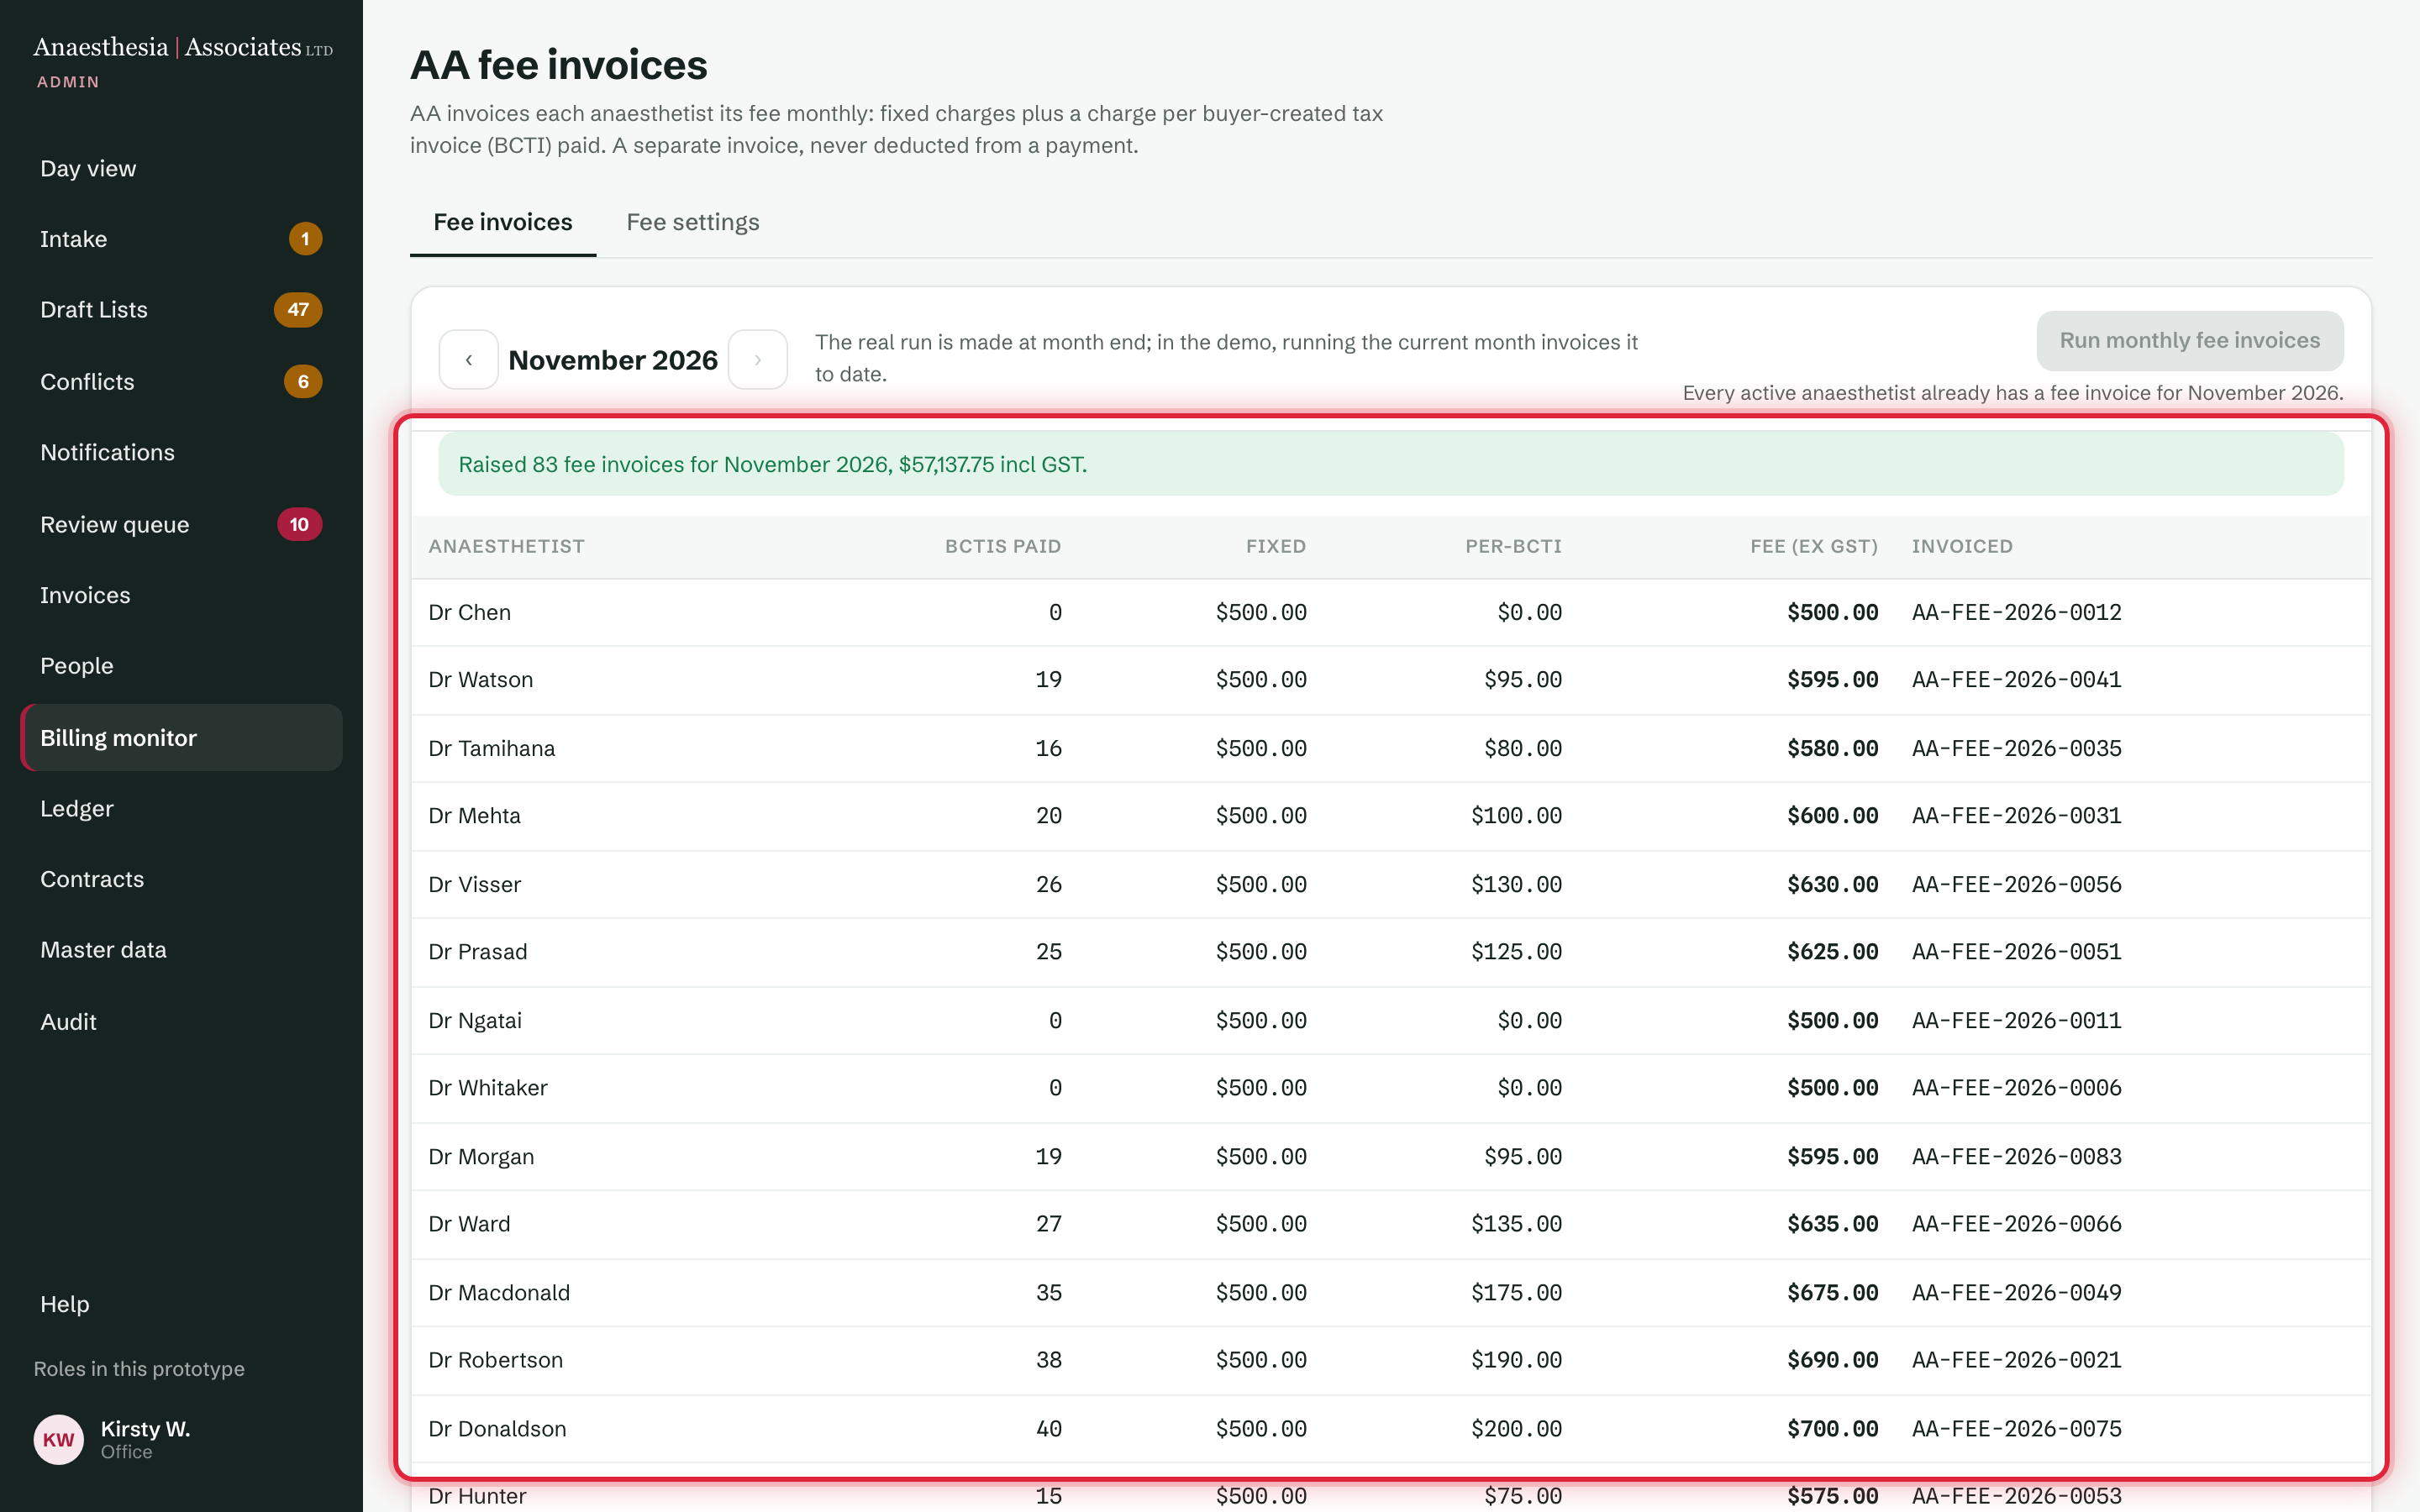 Anaesthesia | Associates LTD
ADMIN
Day view
Intake 1
Draft Lists 47
Conflicts 6
Notifications
Review queue 10
Invoices
People
Billing monitor
Ledger
Contracts
Master data
Audit
Help
Roles in this prototype
KW Kirsty W.
Office
AA fee invoices
AA invoices each anaesthetist its fee monthly: fixed charges plus a charge per buyer-created tax
invoice (BCTI) paid. A separate invoice, never deducted from a payment.
Fee invoices Fee settings
‹ November 2026 ›
The real run is made at month end; in the demo, running the current month invoices it
to date.
Run monthly fee invoices
Every active anaesthetist already has a fee invoice for November 2026.
Raised 83 fee invoices for November 2026, $57,137.75 incl GST.
ANAESTHETIST BCTIS PAID FIXED PER-BCTI FEE (EX GST) INVOICED
Dr Chen 0 $500.00 $0.00 $500.00 AA-FEE-2026-0012
Dr Watson 19 $500.00 $95.00 $595.00 AA-FEE-2026-0041
Dr Tamihana 16 $500.00 $80.00 $580.00 AA-FEE-2026-0035
Dr Mehta 20 $500.00 $100.00 $600.00 AA-FEE-2026-0031
Dr Visser 26 $500.00 $130.00 $630.00 AA-FEE-2026-0056
Dr Prasad 25 $500.00 $125.00 $625.00 AA-FEE-2026-0051
Dr Ngatai 0 $500.00 $0.00 $500.00 AA-FEE-2026-0011
Dr Whitaker 0 $500.00 $0.00 $500.00 AA-FEE-2026-0006
Dr Morgan 19 $500.00 $95.00 $595.00 AA-FEE-2026-0083
Dr Ward 27 $500.00 $135.00 $635.00 AA-FEE-2026-0066
Dr Macdonald 35 $500.00 $175.00 $675.00 AA-FEE-2026-0049
Dr Robertson 38 $500.00 $190.00 $690.00 AA-FEE-2026-0021
Dr Donaldson 40 $500.00 $200.00 $700.00 AA-FEE-2026-0075
Dr Hunter 15 $500.00 $75.00 $575.00 AA-FEE-2026-0053